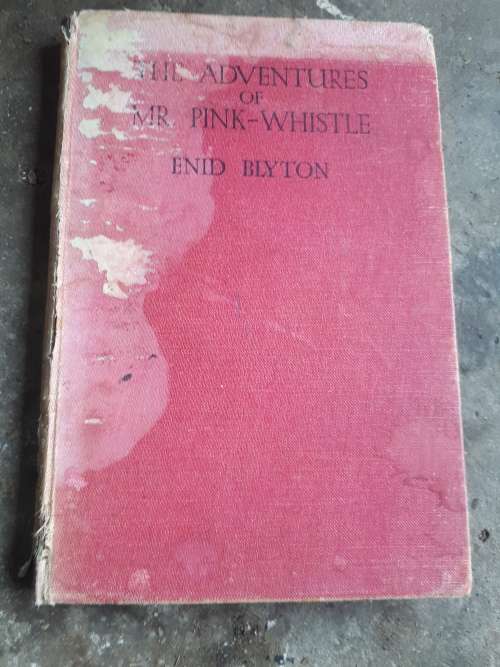 THE ADVENTURES
OF
MR. PINK-WHISTLE
ENID BLYTON